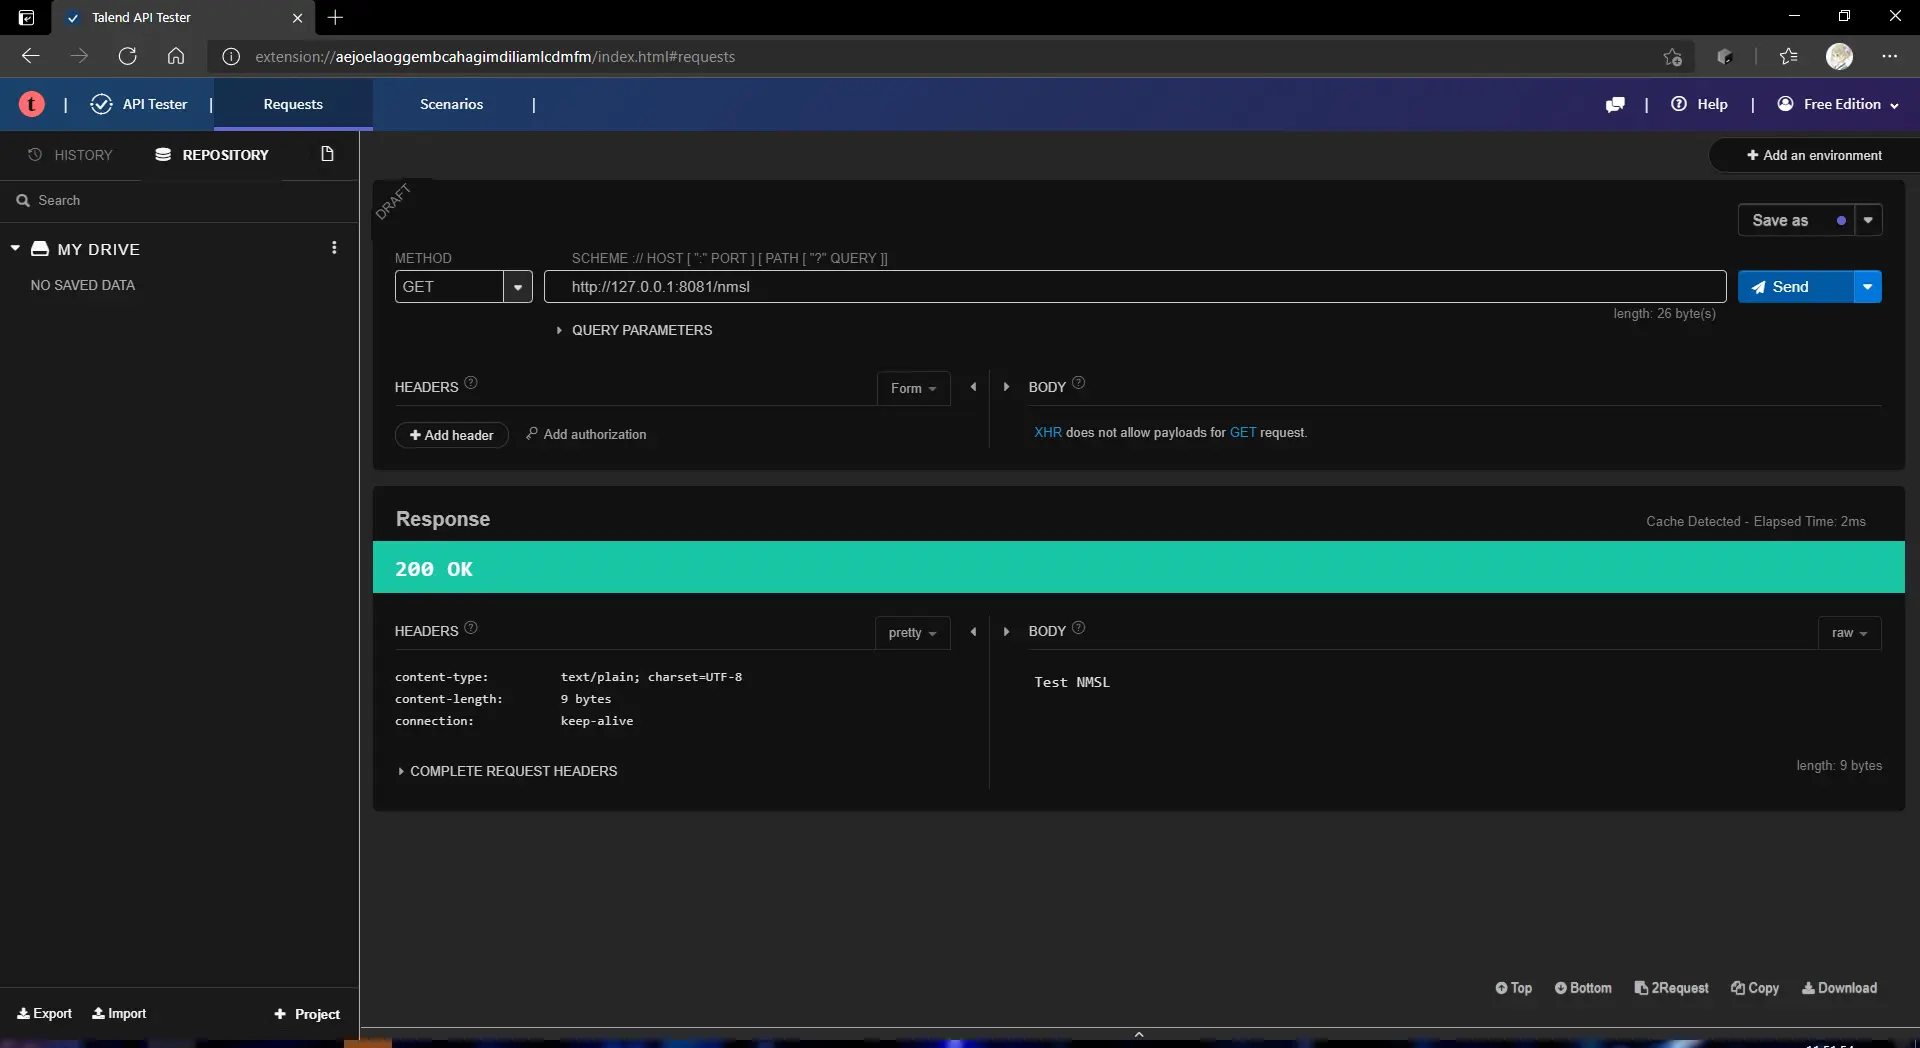 Talend API Tester
extension://aejoelaoggembcahagimdiliamlcdmfm/index.html#requests
t | API Tester | Requests Scenarios | | Help | Free Edition
HISTORY REPOSITORY
+ Add an environment
Search
DRAFT
Save as
MY DRIVE
METHOD SCHEME :// HOST [ ":" PORT ] [ PATH [ "?" QUERY ]]
NO SAVED DATA
GET http://127.0.0.1:8081/nmsl Send
length: 26 byte(s)
QUERY PARAMETERS
HEADERS ? Form BODY ?
+ Add header Add authorization XHR does not allow payloads for GET request.
Response
Cache Detected - Elapsed Time: 2ms
200 OK
HEADERS ? pretty BODY ? raw
content-type: text/plain; charset=UTF-8
Test NMSL
content-length: 9 bytes
connection: keep-alive
length: 9 bytes
COMPLETE REQUEST HEADERS
Top Bottom 2Request Copy Download
Export Import + Project